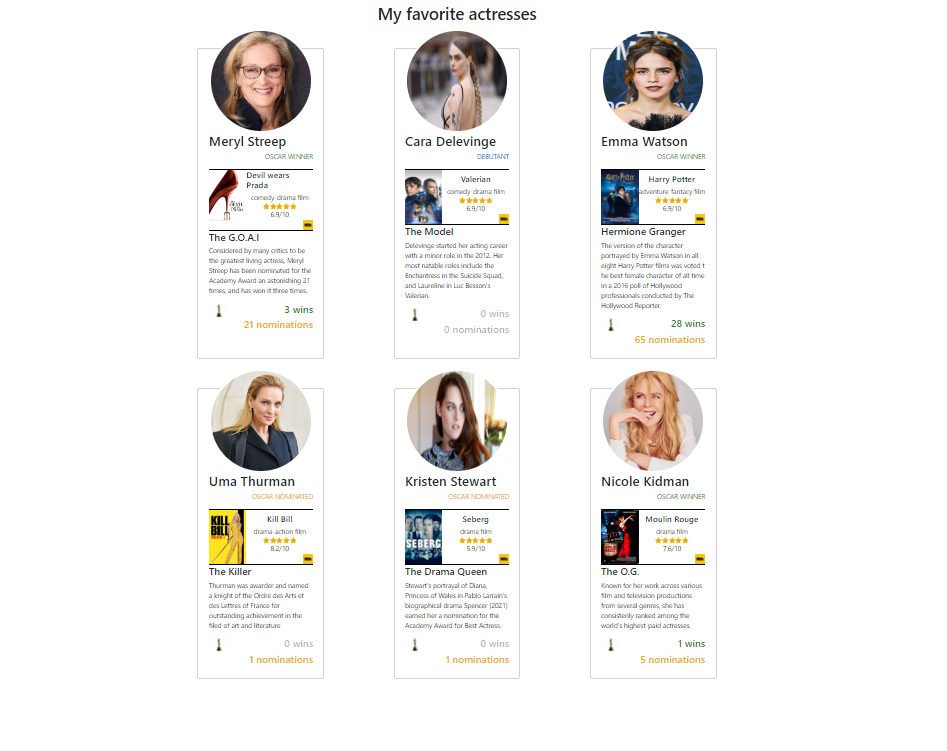 My favorite actresses
Meryl Streep
OSCAR WINNER
Devil wears
Prada
comedy drama film
6.9/10
The G.O.A.I
Considered by many critics to be
the greatest living actress, Meryl
Streep has been nominated for the
Academy Award an astonishing 21
times, and has won it three times.
3 wins
21 nominations
Cara Delevinge
DEBUTANT
Valerian
comedy drama film
6.9/10
The Model
Delevinge started her acting career
with a minor role in the 2012. Her
most natable roles include the
Enchantress in the Suicide Squad,
and Laureline in Luc Besson's
Valerian.
0 wins
0 nominations
Emma Watson
OSCAR WINNER
Harry Potter
adventure fantacy film
6.9/10
Hermione Granger
The version of the character
portrayed by Emma Watson in all
eight Harry Potter films was voted t
he best female character of all time
in a 2016 poll of Hollywood
professionals conducted by The
Hollywood Reporter.
28 wins
65 nominations
Uma Thurman
OSCAR NOMINATED
KILL
BILL
Kill Bill
drama action film
8.2/10
The Killer
Thurman was awarder and named
a knight of the Ordre des Arts et
des Lettres of France for
outstanding achievement in the
filed of art and literature
0 wins
1 nominations
Kristen Stewart
OSCAR NOMINATED
SEBERG
Seberg
drama film
5.9/10
The Drama Queen
Stewart's portrayal of Diana,
Princess of Wales in Pablo Larraín's
biographical drama Spencer (2021)
earned her a nomination for the
Academy Award for Best Actress.
0 wins
1 nominations
Nicole Kidman
OSCAR WINNER
Moulin Rouge
drama film
7.6/10
The O.G.
Known for her work across various
film and television productions
from several genres, she has
consistenly ranked among the
world's highest paid actresses.
1 wins
5 nominations